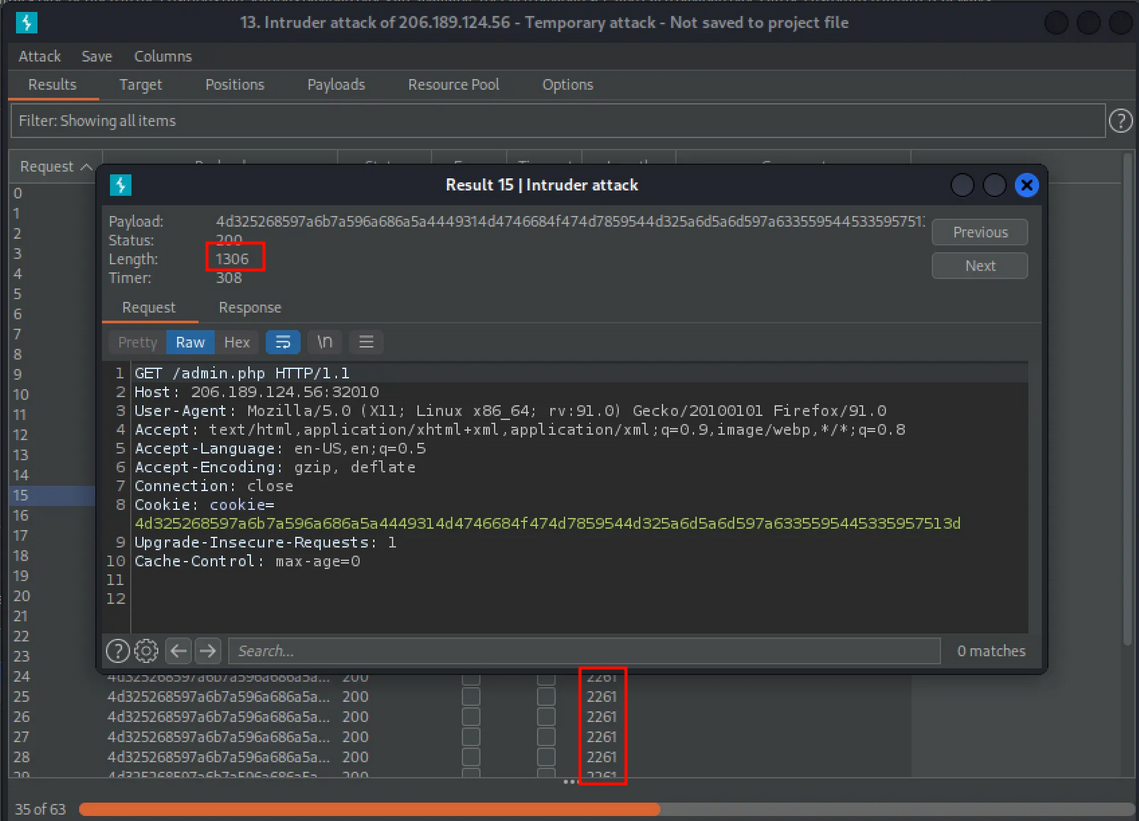 13. Intruder attack of 206.189.124.56 - Temporary attack - Not saved to project file
Attack Save Columns
Results Target Positions Payloads Resource Pool Options
Filter: Showing all items
?
Request
0
1
2
3
4
5
6
7
8
9
10
11
12
13
14
15
16
17
18
19
20
21
22
23
Result 15 | Intruder attack
Payload:
Status: 200
Length: 1306
Timer: 308
Previous
Next
Request Response
Pretty Raw Hex \n
1 GET /admin.php HTTP/1.1
2 Host: 206.189.124.56:32010
3 User-Agent: Mozilla/5.0 (X11; Linux x86_64; rv:91.0) Gecko/20100101 Firefox/91.0
4 Accept: text/html,application/xhtml+xml,application/xml;q=0.9,image/webp,*/*;q=0.8
5 Accept-Language: en-US,en;q=0.5
6 Accept-Encoding: gzip, deflate
7 Connection: close
8 Cookie: cookie=
9 Upgrade-Insecure-Requests: 1
10 Cache-Control: max-age=0
11
12
? Search... 0 matches
24 4d325268597a6b7a596a686a5a... 200 2261
25 4d325268597a6b7a596a686a5a... 200 2261
26 4d325268597a6b7a596a686a5a... 200 2261
27 4d325268597a6b7a596a686a5a... 200 2261
28 4d325268597a6b7a596a686a5a... 200 2261
29 4d325268597a6b7a596a686a5a... 200 2261
35 of 63